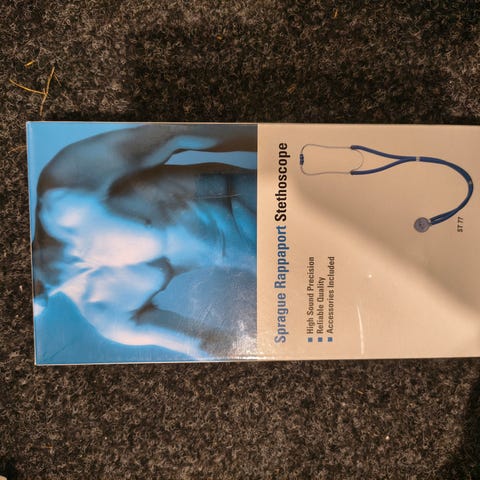 Sprague Rappaport Stethoscope
High Sound Precision
Reliable Quality
Accessories Included
ST 77